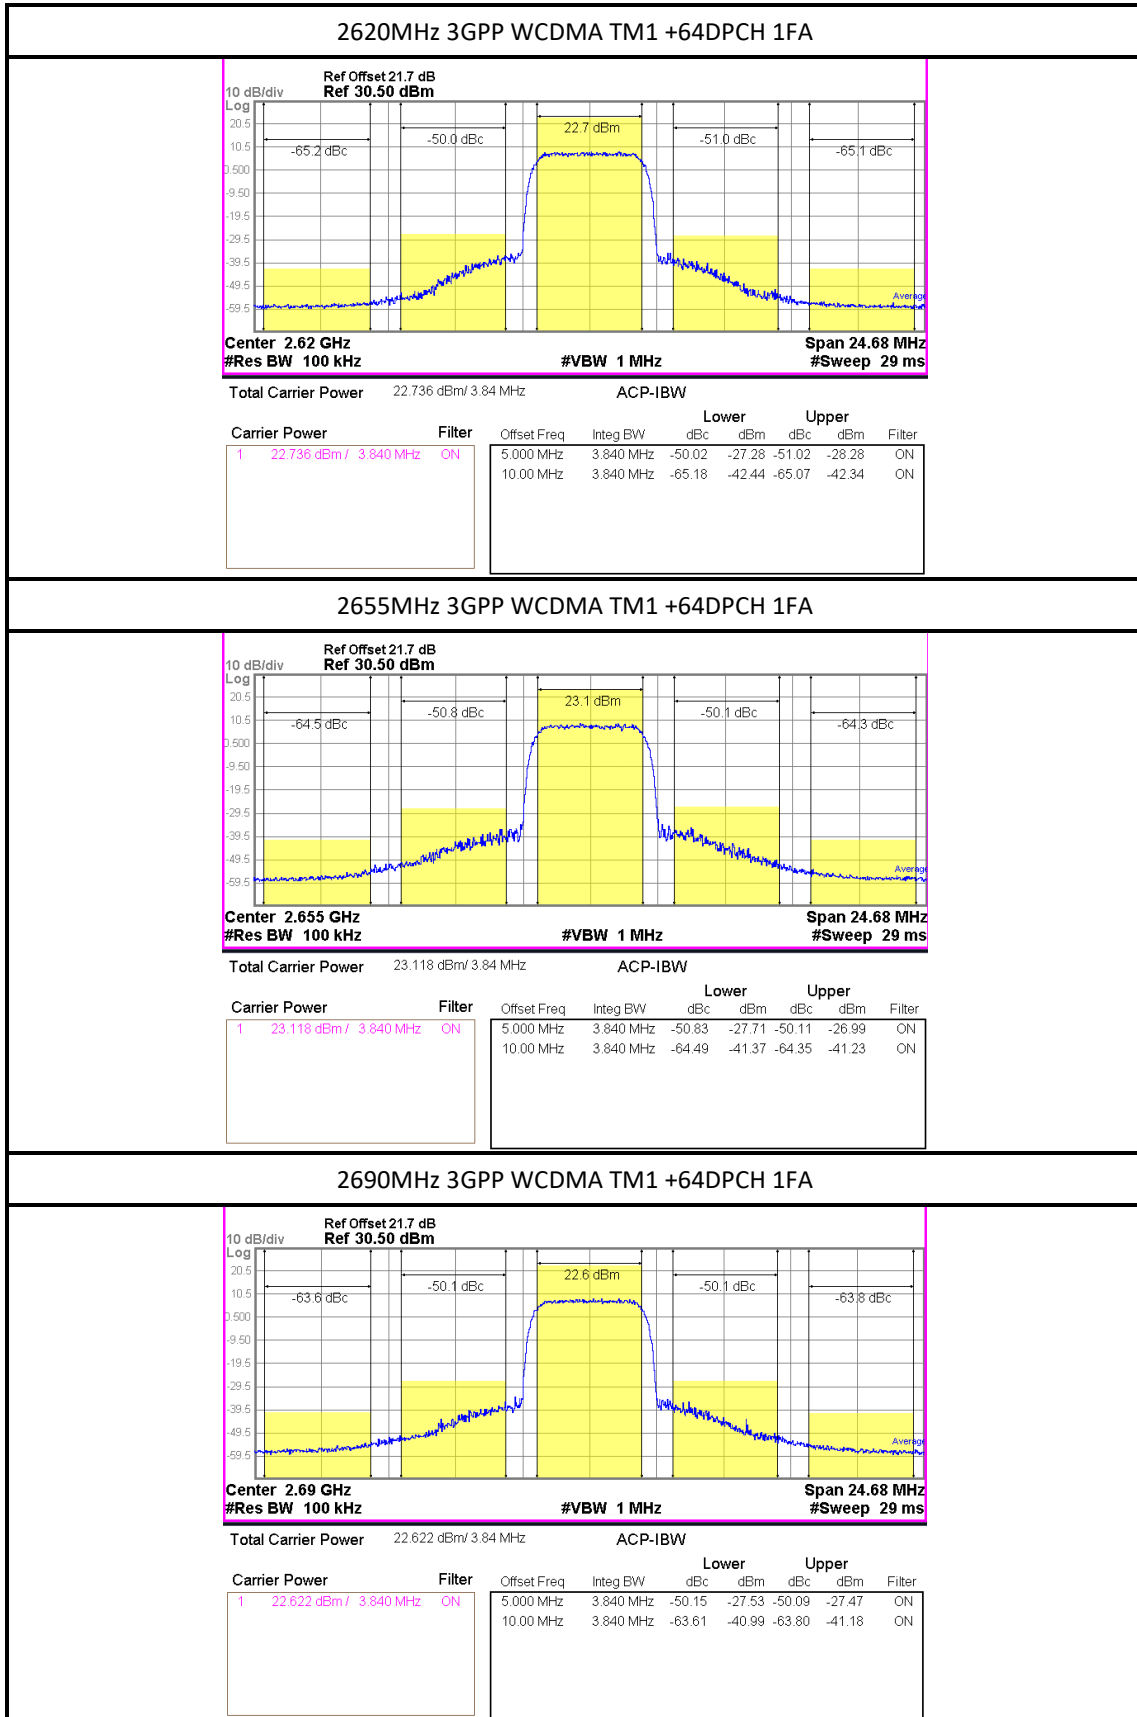 2620MHz 3GPP WCDMA TM1 +64DPCH 1FA
Ref Offset 21.7 dB
10 dB/div Ref 30.50 dBm
Log
20.5
10.5
0.500
-9.50
-19.5
-29.5
-39.5
-49.5
-59.5
-65.2 dBc -50.0 dBc 22.7 dBm -51.0 dBc -65.1 dBc
Average
Center 2.62 GHz Span 24.68 MHz
#Res BW 100 kHz #VBW 1 MHz #Sweep 29 ms
Total Carrier Power 22.736 dBm/ 3.84 MHz ACP-IBW
Lower Upper
Carrier Power Filter Offset Freq Integ BW dBc dBm dBc dBm Filter
1 22.736 dBm / 3.840 MHz ON 5.000 MHz 3.840 MHz -50.02 -27.28 -51.02 -28.28 ON
10.00 MHz 3.840 MHz -65.18 -42.44 -65.07 -42.34 ON
2655MHz 3GPP WCDMA TM1 +64DPCH 1FA
Ref Offset 21.7 dB
10 dB/div Ref 30.50 dBm
Log
20.5
10.5
0.500
-9.50
-19.5
-29.5
-39.5
-49.5
-59.5
-64.5 dBc -50.8 dBc 23.1 dBm -50.1 dBc -64.3 dBc
Average
Center 2.655 GHz Span 24.68 MHz
#Res BW 100 kHz #VBW 1 MHz #Sweep 29 ms
Total Carrier Power 23.118 dBm/ 3.84 MHz ACP-IBW
Lower Upper
Carrier Power Filter Offset Freq Integ BW dBc dBm dBc dBm Filter
1 23.118 dBm / 3.840 MHz ON 5.000 MHz 3.840 MHz -50.83 -27.71 -50.11 -26.99 ON
10.00 MHz 3.840 MHz -64.49 -41.37 -64.35 -41.23 ON
2690MHz 3GPP WCDMA TM1 +64DPCH 1FA
Ref Offset 21.7 dB
10 dB/div Ref 30.50 dBm
Log
20.5
10.5
0.500
-9.50
-19.5
-29.5
-39.5
-49.5
-59.5
-63.6 dBc -50.1 dBc 22.6 dBm -50.1 dBc -63.8 dBc
Average
Center 2.69 GHz Span 24.68 MHz
#Res BW 100 kHz #VBW 1 MHz #Sweep 29 ms
Total Carrier Power 22.622 dBm/ 3.84 MHz ACP-IBW
Lower Upper
Carrier Power Filter Offset Freq Integ BW dBc dBm dBc dBm Filter
1 22.622 dBm / 3.840 MHz ON 5.000 MHz 3.840 MHz -50.15 -27.53 -50.09 -27.47 ON
10.00 MHz 3.840 MHz -63.61 -40.99 -63.80 -41.18 ON